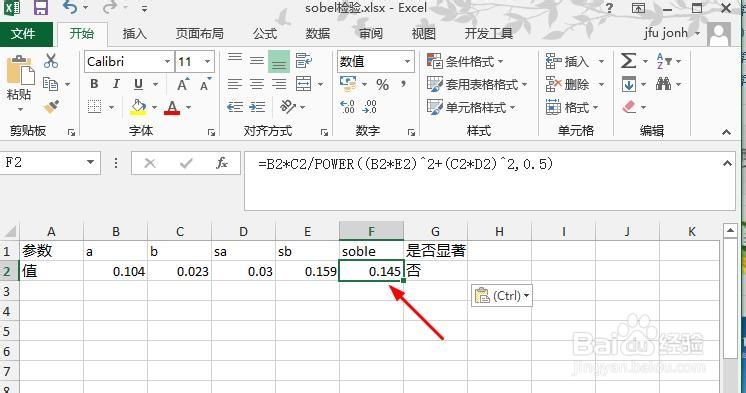 sobel检验.xlsx - Excel
文件 开始 插入 页面布局 公式 数据 审阅 视图 开发工具 jfu jonh
Calibri 11 数值 条件格式 插入
粘贴 B I U 套用表格格式 删除
单元格样式 格式
剪贴板 字体 对齐方式 数字 样式 单元格 编辑
F2 fx =B2*C2/POWER((B2*E2)^2+(C2*D2)^2,0.5)
A B C D E F G H I J K
1 参数 a b sa sb soble 是否显著
2 值 0.104 0.023 0.03 0.159 0.145 否
3 (Ctrl)
4
5
6
7
8
Baidu经验
jingyan.baidu.com